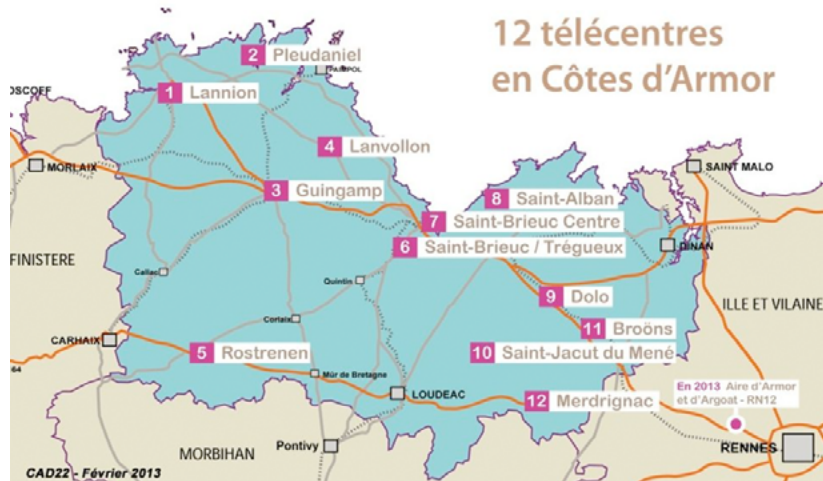 12 télécentres
en Côtes d'Armor
2 Pleudaniel
PAIMPOL
OSCOFF
1 Lannion
4 Lanvollon
MORLAIX
SAINT MALO
3 Guingamp
8 Saint-Alban
7 Saint-Brieuc Centre
6 Saint-Brieuc / Trégueux
DINAN
FINISTERE
Callac
Quintin
9 Dolo
ILLE ET VILAINE
Corlaix
11 Broöns
CARHAIX
5 Rostrenen
10 Saint-Jacut du Mené
64
Mûr de Bretagne
LOUDEAC
12 Merdrignac
En 2013 Aire d'Armor
et d'Argoat - RN12
MORBIHAN
Pontivy
RENNES
CAD22 - Février 2013